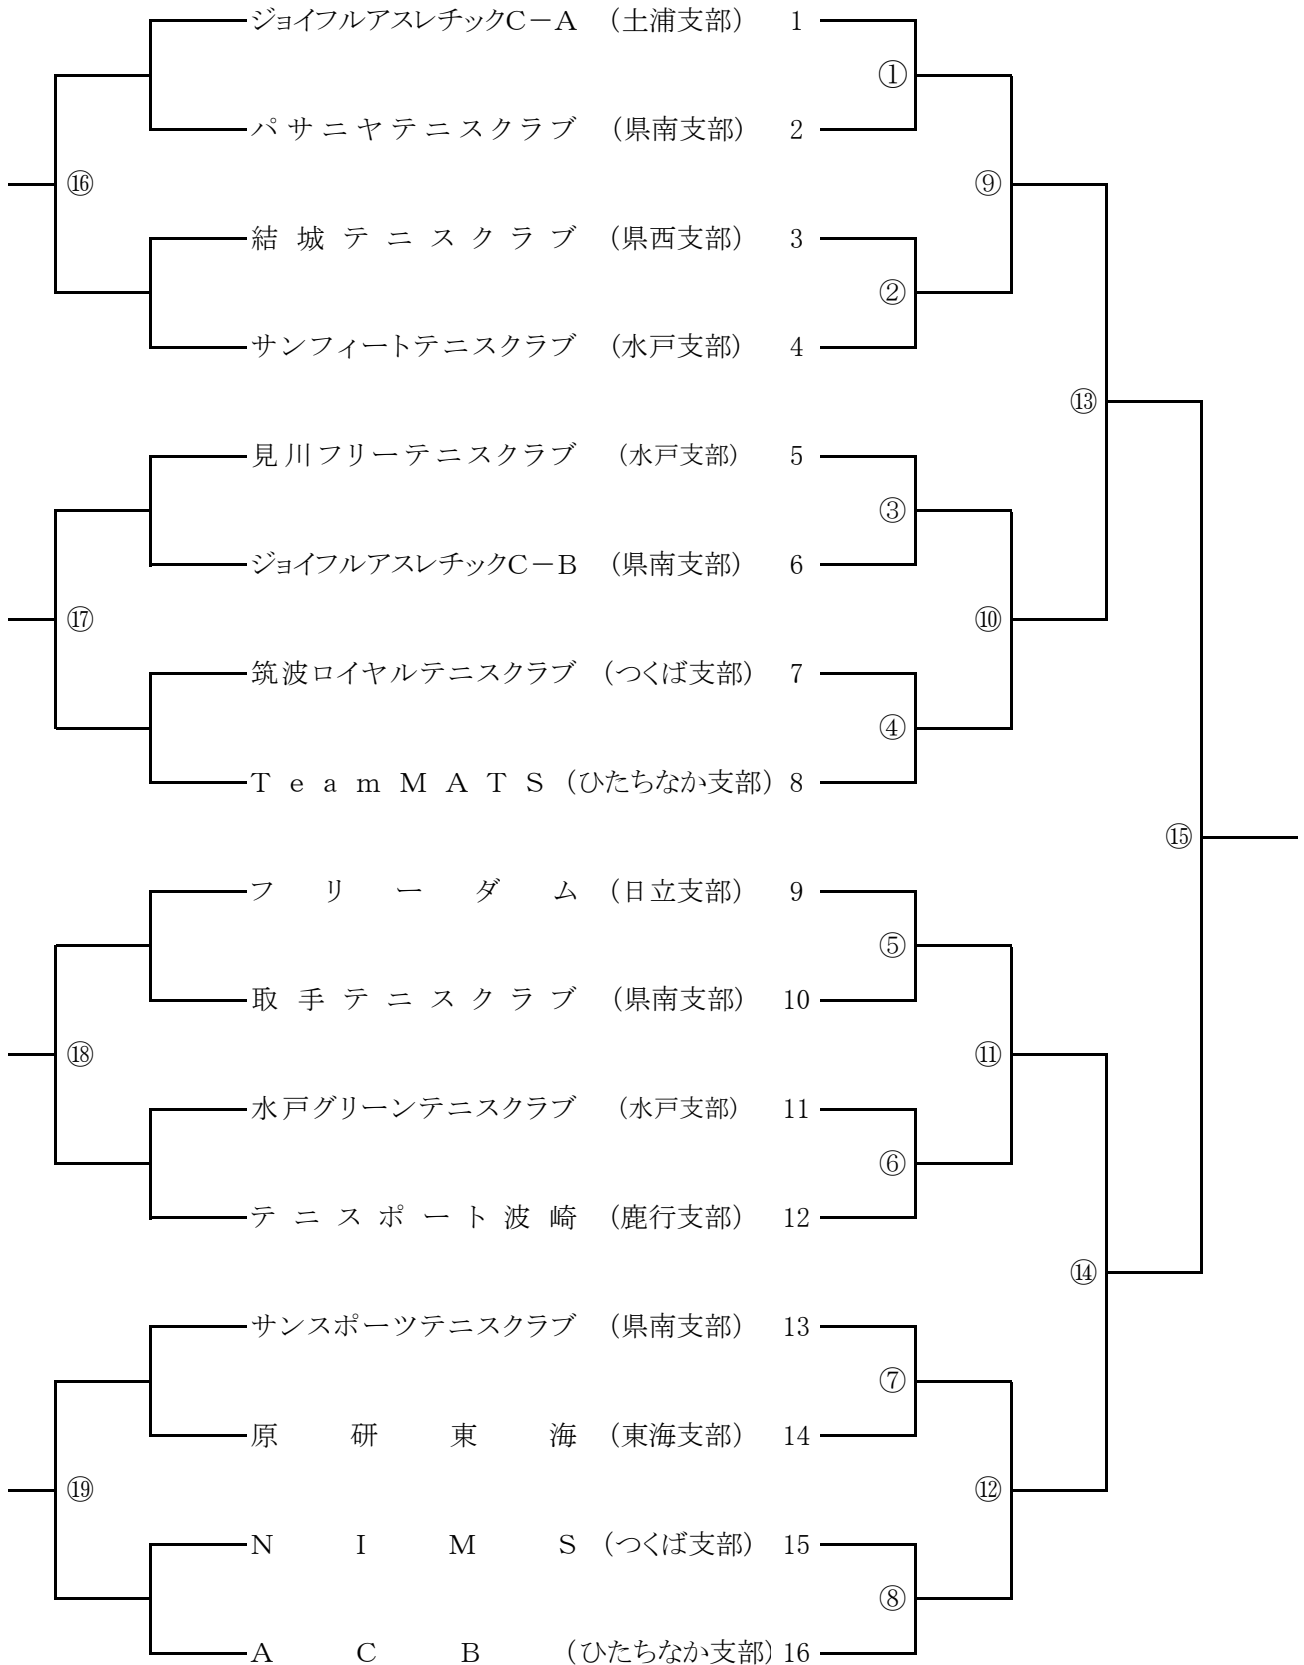 ジョイフルアスレチックC－A （土浦支部） 1
①
パサニヤテニスクラブ （県南支部） 2
⑯ ⑨
結城テニスクラブ （県西支部） 3
②
サンフィートテニスクラブ （水戸支部） 4
⑬
見川フリーテニスクラブ （水戸支部） 5
③
ジョイフルアスレチックC－B （県南支部） 6
⑰ ⑩
筑波ロイヤルテニスクラブ （つくば支部） 7
④
TeamMATS （ひたちなか支部） 8
⑮
フリーダム （日立支部） 9
⑤
取手テニスクラブ （県南支部） 10
⑱ ⑪
水戸グリーンテニスクラブ （水戸支部） 11
⑥
テニスポート波崎 （鹿行支部） 12
⑭
サンスポーツテニスクラブ （県南支部） 13
⑦
原研東海 （東海支部） 14
⑲ ⑫
NIMS （つくば支部） 15
⑧
ACB （ひたちなか支部） 16